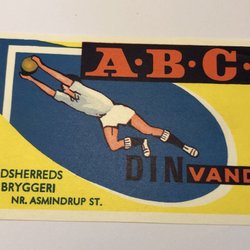 A·B·C·
DIN VAND
DSHERREDS
BRYGGERI
NR. ASMINDRUP ST.